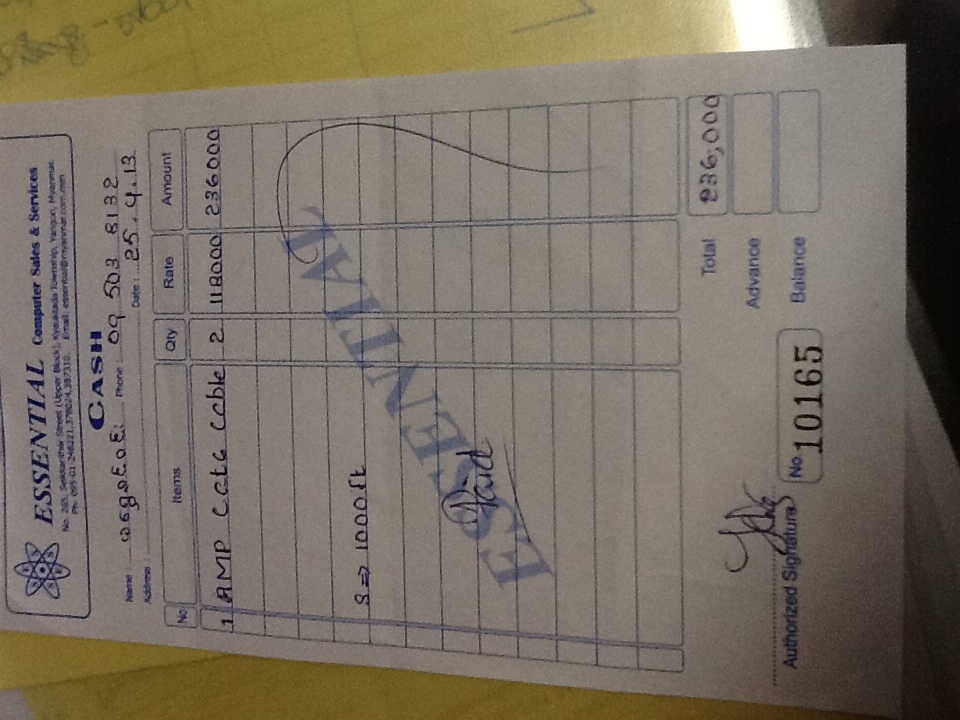 ESSENTIAL Computer Sales & Services
No. 265, Seikkanthar Street (Upper Block), Kyauktada Township, Yangon, Myanmar.
Ph: 095-01-246221,378024,387310. Email: essential@myanmar.com.mm
CASH
Name : Phone : 09 503 8132
Address : Date : 25.4.13
No Items Qty Rate Amount
1 AMP Cat6 Cable 2 118000 236000
S => 1000 ft
ESSENTIAL
Paid
Total 236,000
Advance
Authorized Signature No 10165 Balance